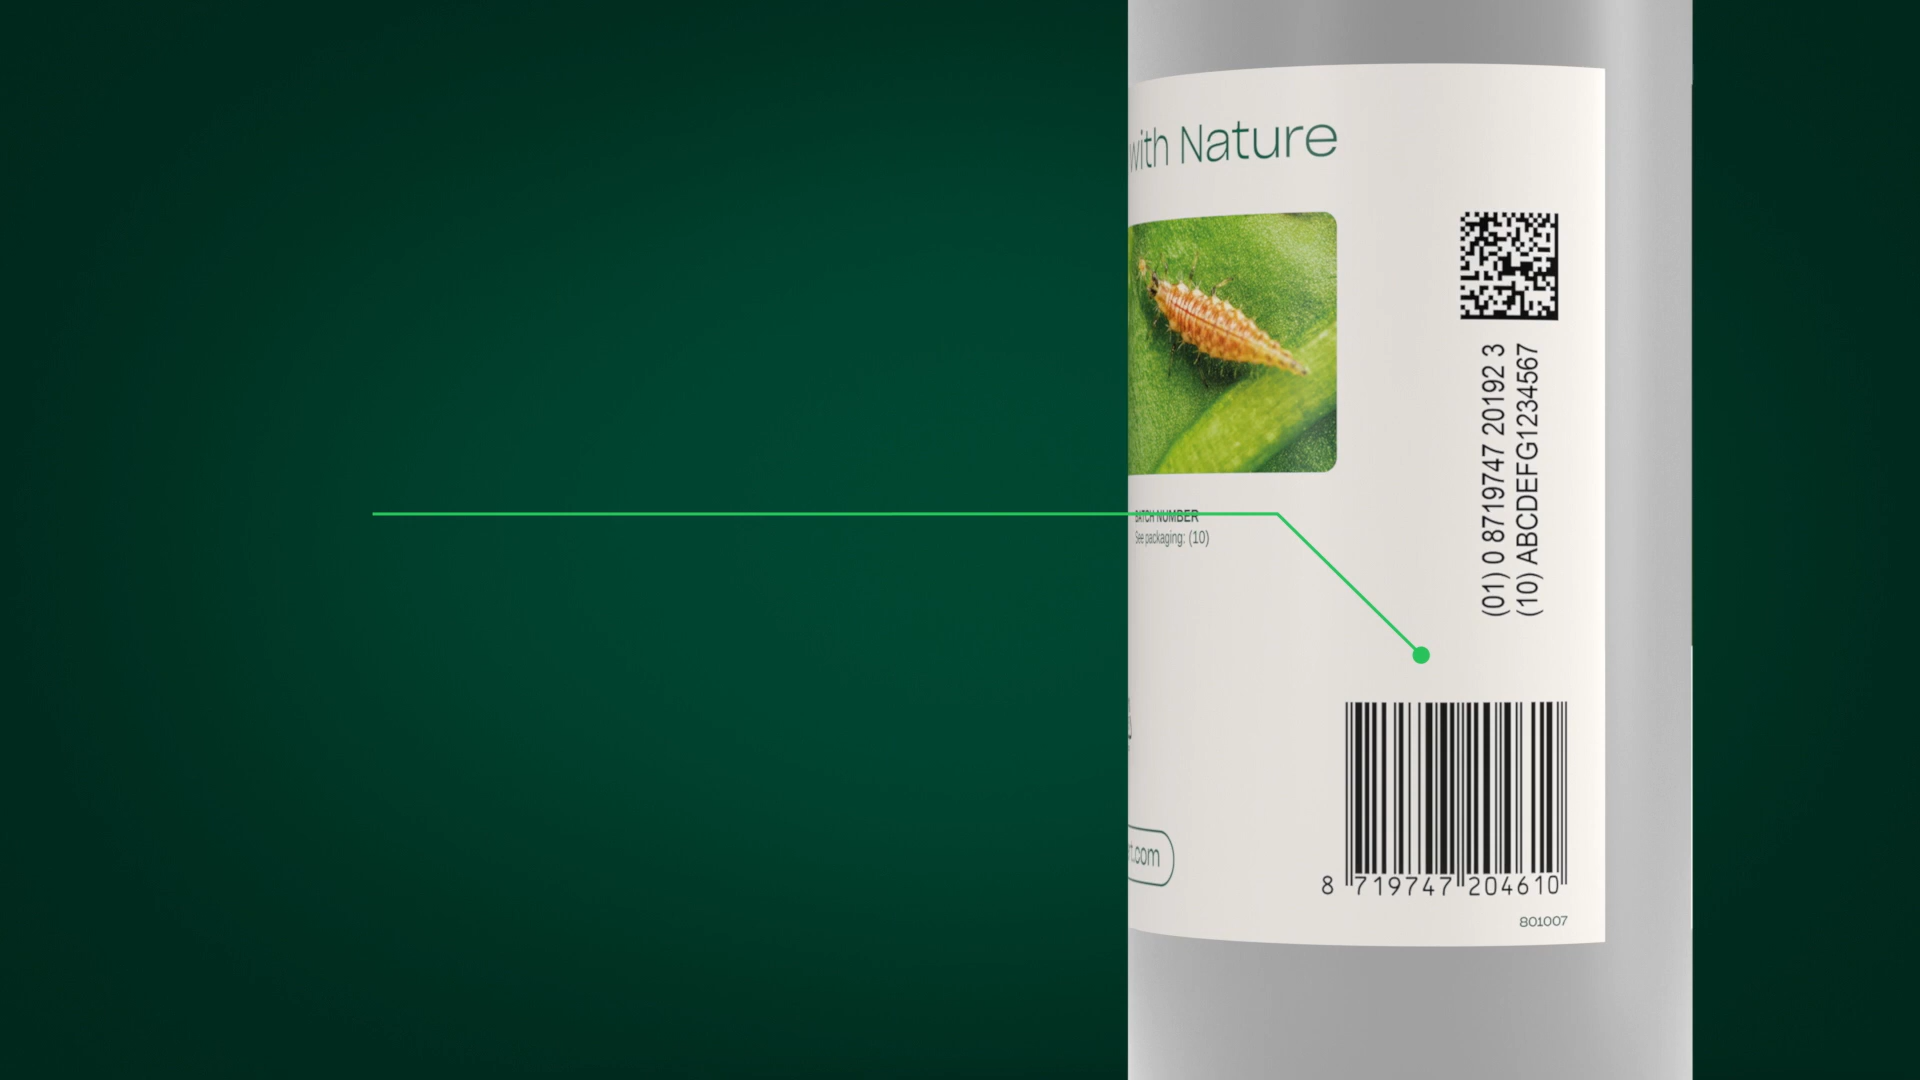 with Nature
(01) 0 8719747 20192 3
(10) ABCDEFG1234567
BATCH NUMBER
See packaging: (10)
.com
8 719747 204610
801007